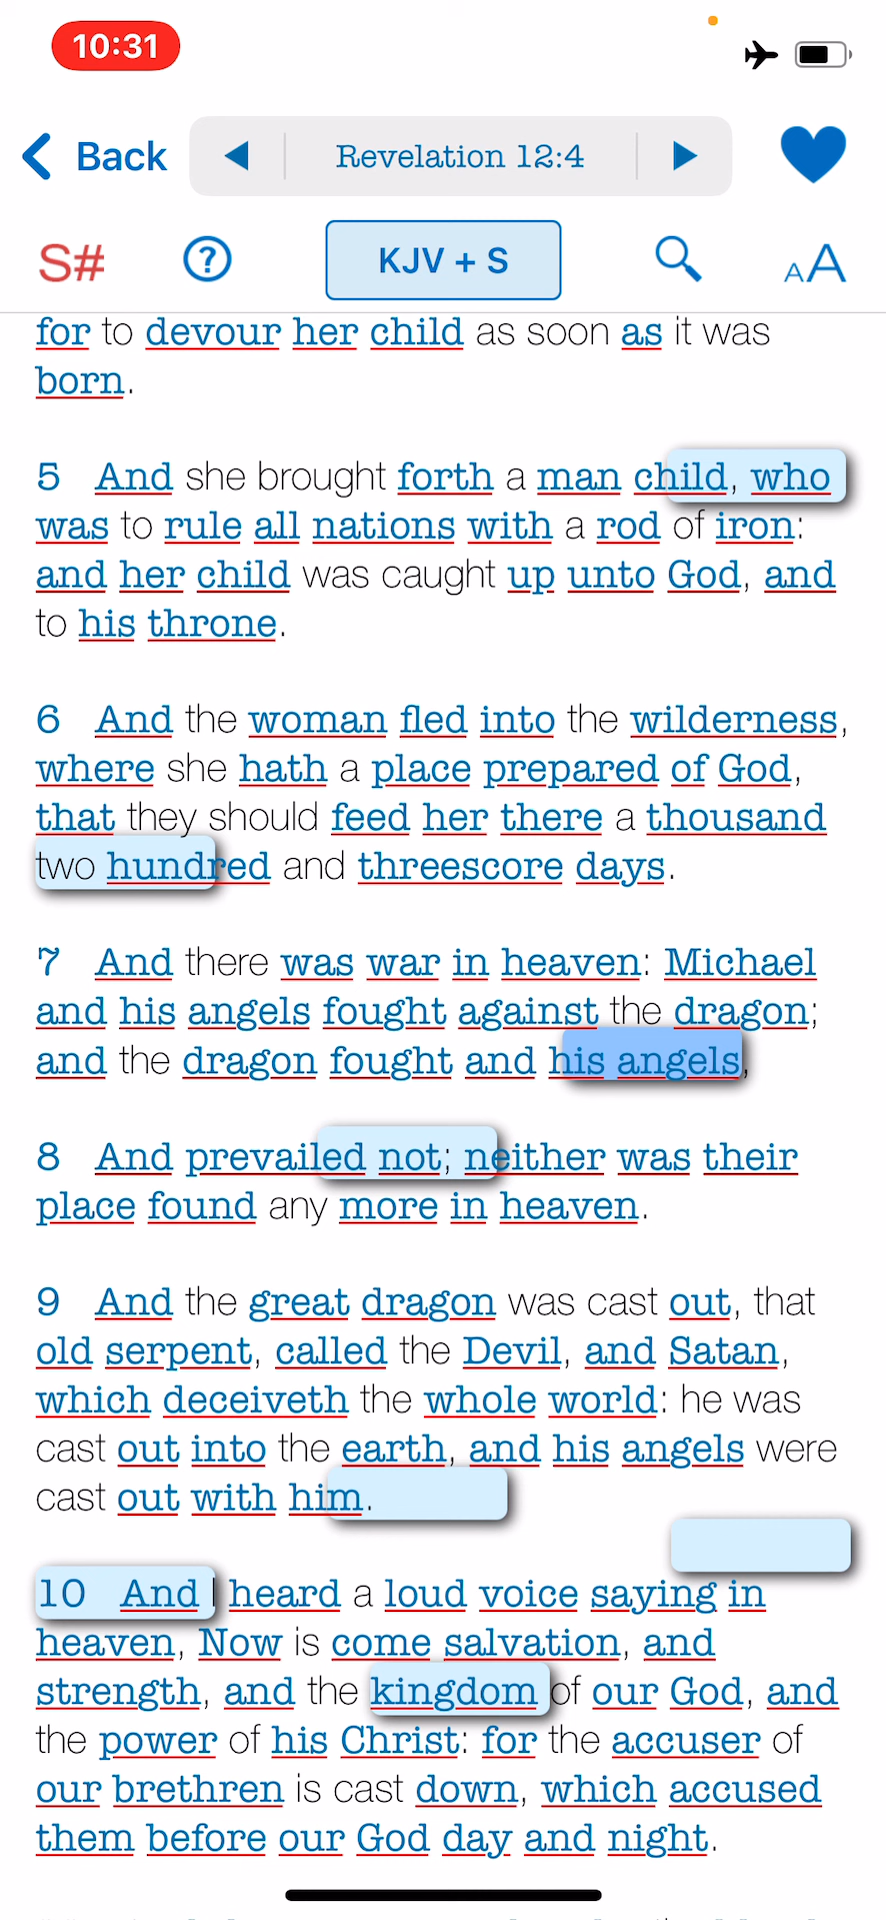 10:31
Back
Revelation 12:4
S#
?
KJV + S
AA
for to devour her child as soon as it was
born.
5 And she brought forth a man child, who
was to rule all nations with a rod of iron:
and her child was caught up unto God, and
to his throne.
6 And the woman fled into the wilderness,
where she hath a place prepared of God,
that they should feed her there a thousand
two hundred and threescore days.
7 And there was war in heaven: Michael
and his angels fought against the dragon;
and the dragon fought and his angels,
8 And prevailed not; neither was their
place found any more in heaven.
9 And the great dragon was cast out, that
old serpent, called the Devil, and Satan,
which deceiveth the whole world: he was
cast out into the earth, and his angels were
cast out with him.
10 And I heard a loud voice saying in
heaven, Now is come salvation, and
strength, and the kingdom of our God, and
the power of his Christ: for the accuser of
our brethren is cast down, which accused
them before our God day and night.